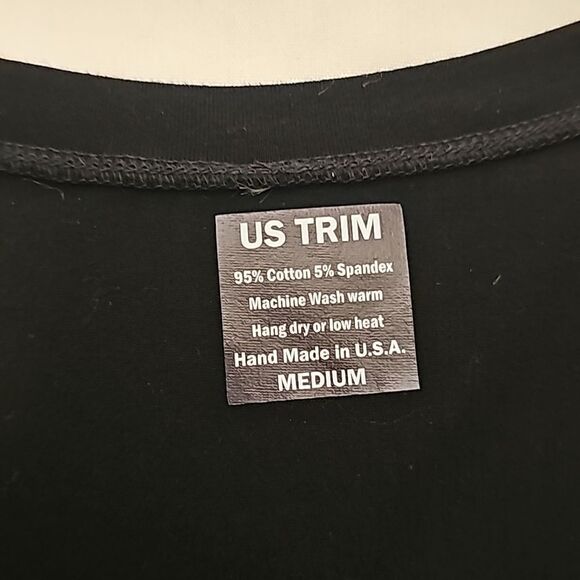 US TRIM
95% Cotton 5% Spandex
Machine Wash warm
Hang dry or low heat
Hand Made in U.S.A.
MEDIUM